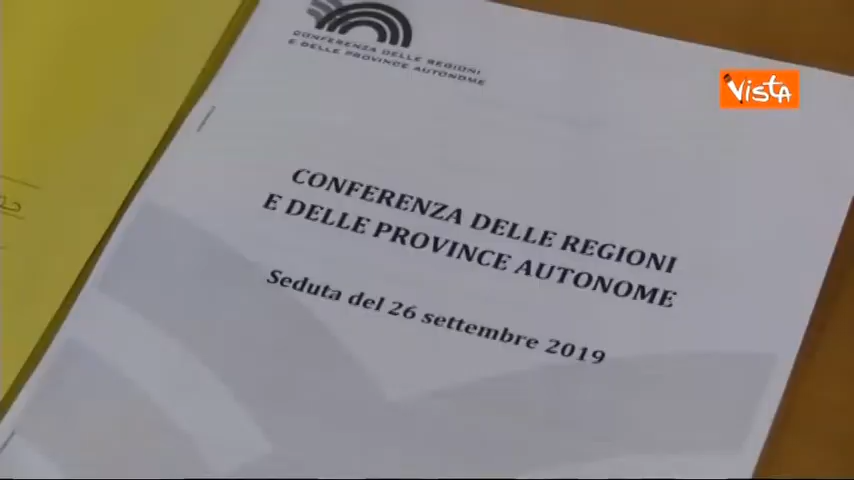 CONFERENZA DELLE REGIONI
E DELLE PROVINCE AUTONOME
VISTA
CONFERENZA DELLE REGIONI
E DELLE PROVINCE AUTONOME
Seduta del 26 settembre 2019